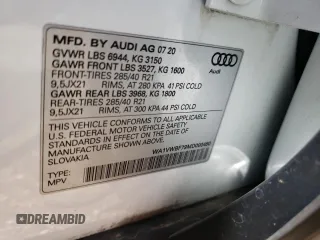 MFD. BY AUDI AG 07 20
GVWR LBS 6944, KG 3150
GAWR FRONT LBS 3527, KG 1600
FRONT-TIRES 285/40 R21
9,5JX21 RIMS, AT 280 KPA 41 PSI COLD
GAWR REAR LBS 3968, KG 1800
REAR-TIRES 285/40 R21
9,5JX21 RIMS, AT 300 KPA 44 PSI COLD
THIS VEHICLE CONFORMS TO ALL APPLICABLE
U.S. FEDERAL MOTOR VEHICLE SAFETY
STANDARDS IN EFFECT ON THE DATE OF
MANUFACTURE SHOWN ABOVE.
SLOVAKIA
TYPE:
MPV
Audi
DREAMBID
DREAMBID.COM